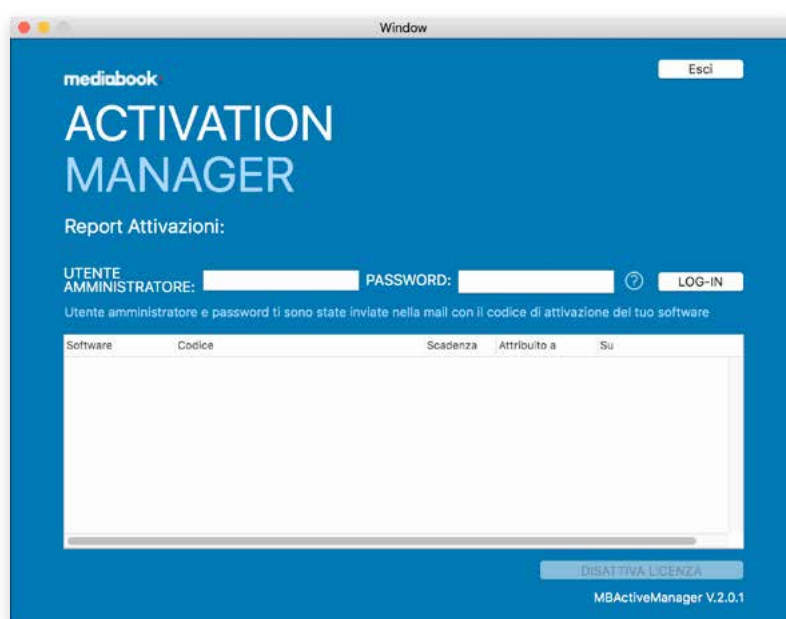 Window
mediabook
Esci
ACTIVATION
MANAGER
Report Attivazioni:
UTENTE
AMMINISTRATORE:
PASSWORD:
?
LOG-IN
Utente amministratore e password ti sono state inviate nella mail con il codice di attivazione del tuo software
Software Codice Scadenza Attribuito a Su
DISATTIVA LICENZA
MBActiveManager V.2.0.1